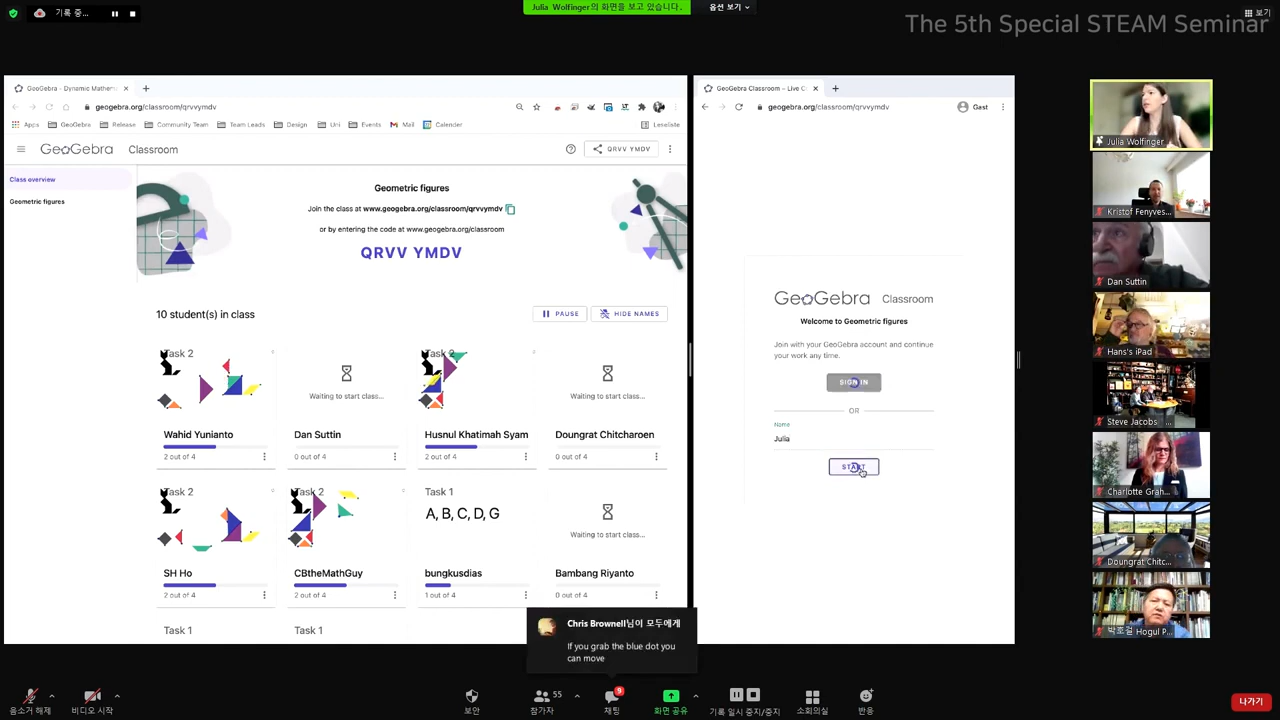 기록 중...
Julia Wolfinger의 화면을 보고 있습니다.
옵션 보기
보기
The 5th Special STEAM Seminar
GeoGebra - Dynamic Mathem
geogebra.org/classroom/qrvvymdv
Apps
GeoGebra
Release
Community Team
Team Leads
Design
Uni
Events
Mail
Calender
Leseliste
GeoGebra Classroom
QRVV YMDV
Class overview
Geometric figures
Geometric figures
Join the class at www.geogebra.org/classroom/qrvvymdv
or by entering the code at www.geogebra.org/classroom
QRVV YMDV
10 student(s) in class
PAUSE
HIDE NAMES
Task 2
Wahid Yunianto
2 out of 4
Waiting to start class...
Dan Suttin
0 out of 4
Task 2
Husnul Khatimah Syam
2 out of 4
Waiting to start class...
Doungrat Chitcharoen
0 out of 4
Task 2
SH Ho
2 out of 4
Task 2
CBtheMathGuy
2 out of 4
Task 1
A, B, C, D, G
bungkusdias
1 out of 4
Waiting to start class...
Bambang Riyanto
0 out of 4
Task 1
Task 1
GeoGebra Classroom – Live C
geogebra.org/classroom/qrvvymdv
Gast
GeoGebra Classroom
Welcome to Geometric figures
Join with your GeoGebra account and continue
your work any time.
SIGN IN
OR
Name
Julia
START
Julia Wolfinger
Kristof Fenyves...
Dan Suttin
Hans's iPad
Steve Jacobs ...
Charlotte Grah...
Doungrat Chitc...
박호걸 Hogul P...
Chris Brownell님이 모두에게
If you grab the blue dot you
can move
음소거 해제
비디오 시작
보안
55
참가자
9
채팅
화면 공유
기록 일시 중지/중지
소회의실
반응
나가기